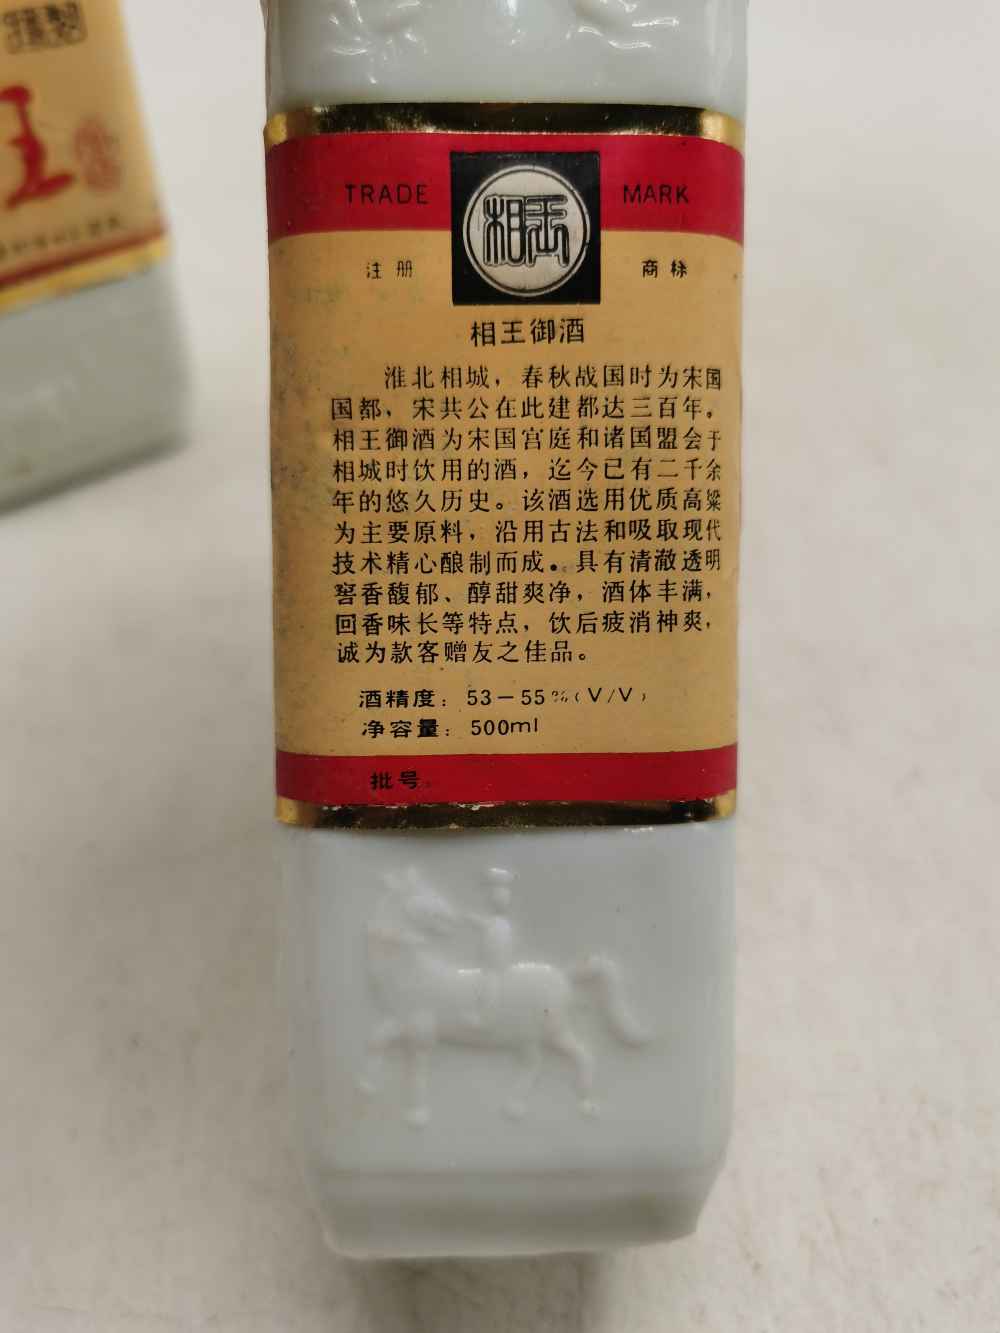 王
TRADE MARK
相王
注册 商标
相王御酒
淮北相城，春秋战国时为宋国
国都，宋共公在此建都达三百年。
相王御酒为宋国宫庭和诸国盟会于
相城时饮用的酒，迄今已有二千余
年的悠久历史。该酒选用优质高粱
为主要原料，沿用古法和吸取现代
技术精心酿制而成。具有清澈透明
窖香馥郁、醇甜爽净，酒体丰满，
回香味长等特点，饮后疲消神爽，
诚为款客赠友之佳品。
酒精度：53－55%(V/V)
净容量：500ml
批号：